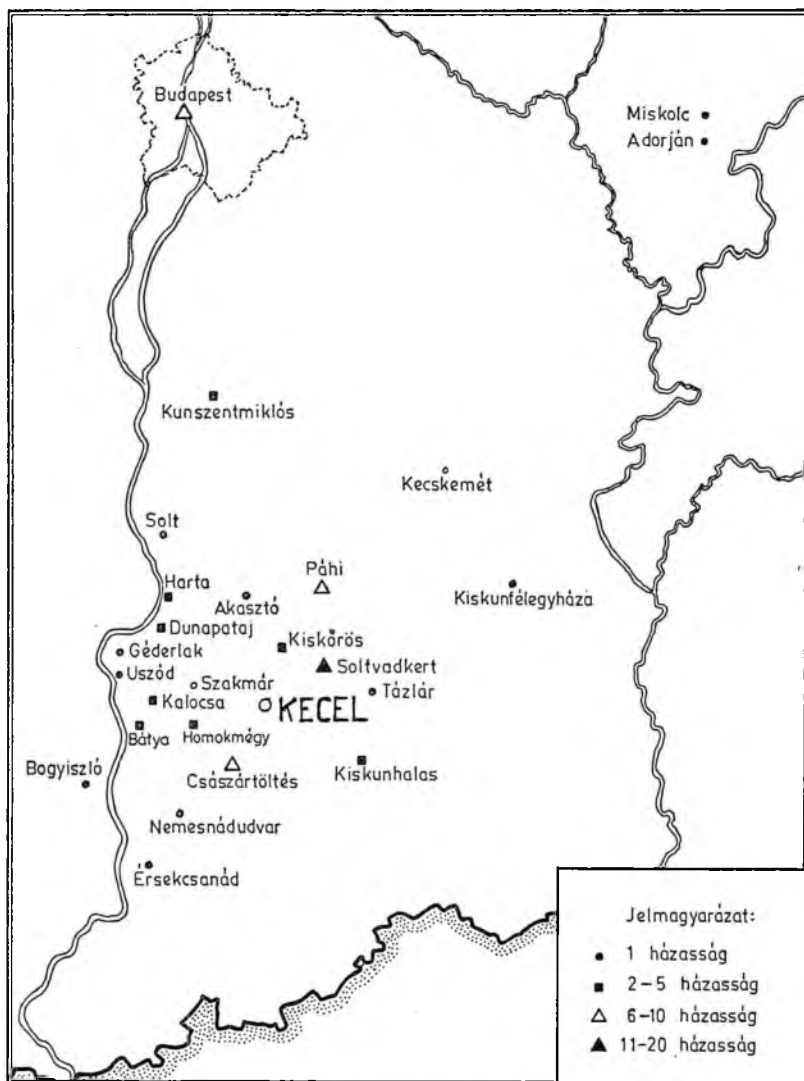 Budapest
Miskolc
Adorján
Kunszentmiklós
Kecskemét
Solt
Páhi
Harta
Akasztó
Kiskunfélegyháza
Dunapataj
Kiskőrös
Géderlak
Soltvadkert
Uszód
Szakmár
Tázlár
Kalocsa
KECEL
Bátya
Homokmégy
Bogyiszló
Császártöltés
Kiskunhalas
Nemesnádudvar
Érsekcsanád
Jelmagyarázat:
1 házasság
2-5 házasság
6-10 házasság
11-20 házasság